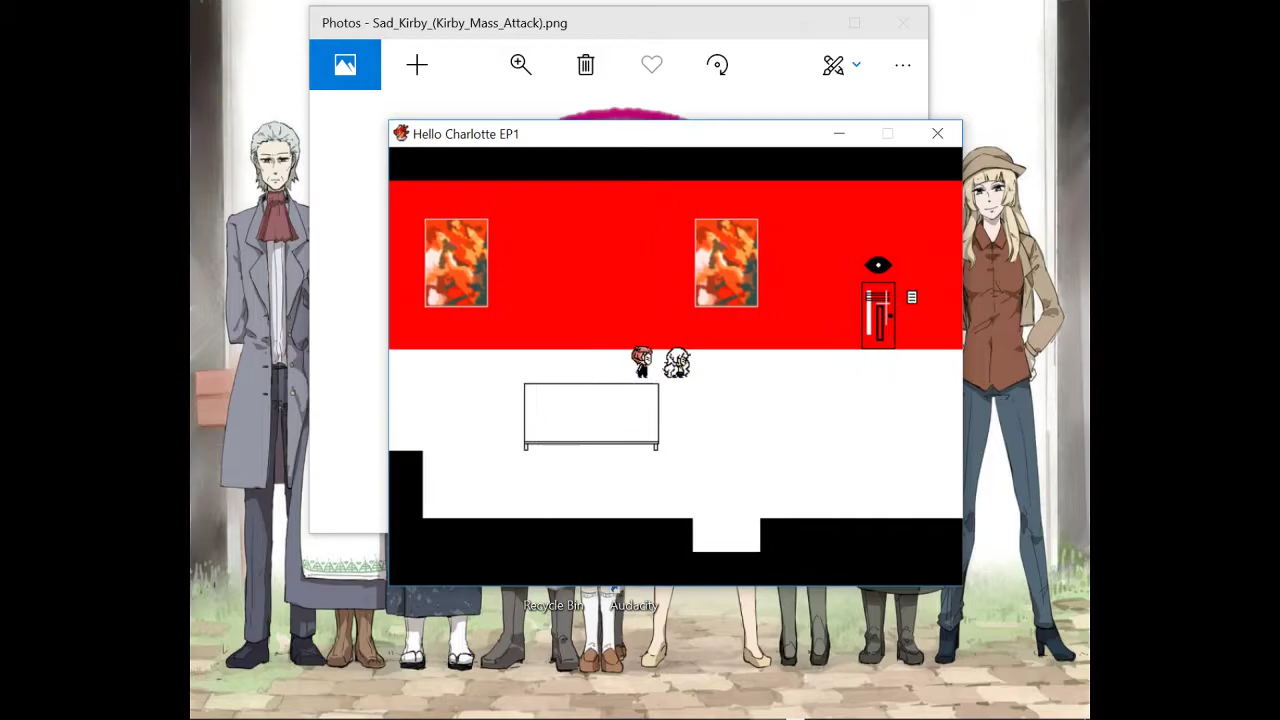 Photos - Sad_Kirby_(Kirby_Mass_Attack).png
Hello Charlotte EP1
Recycle Bin
Audacity